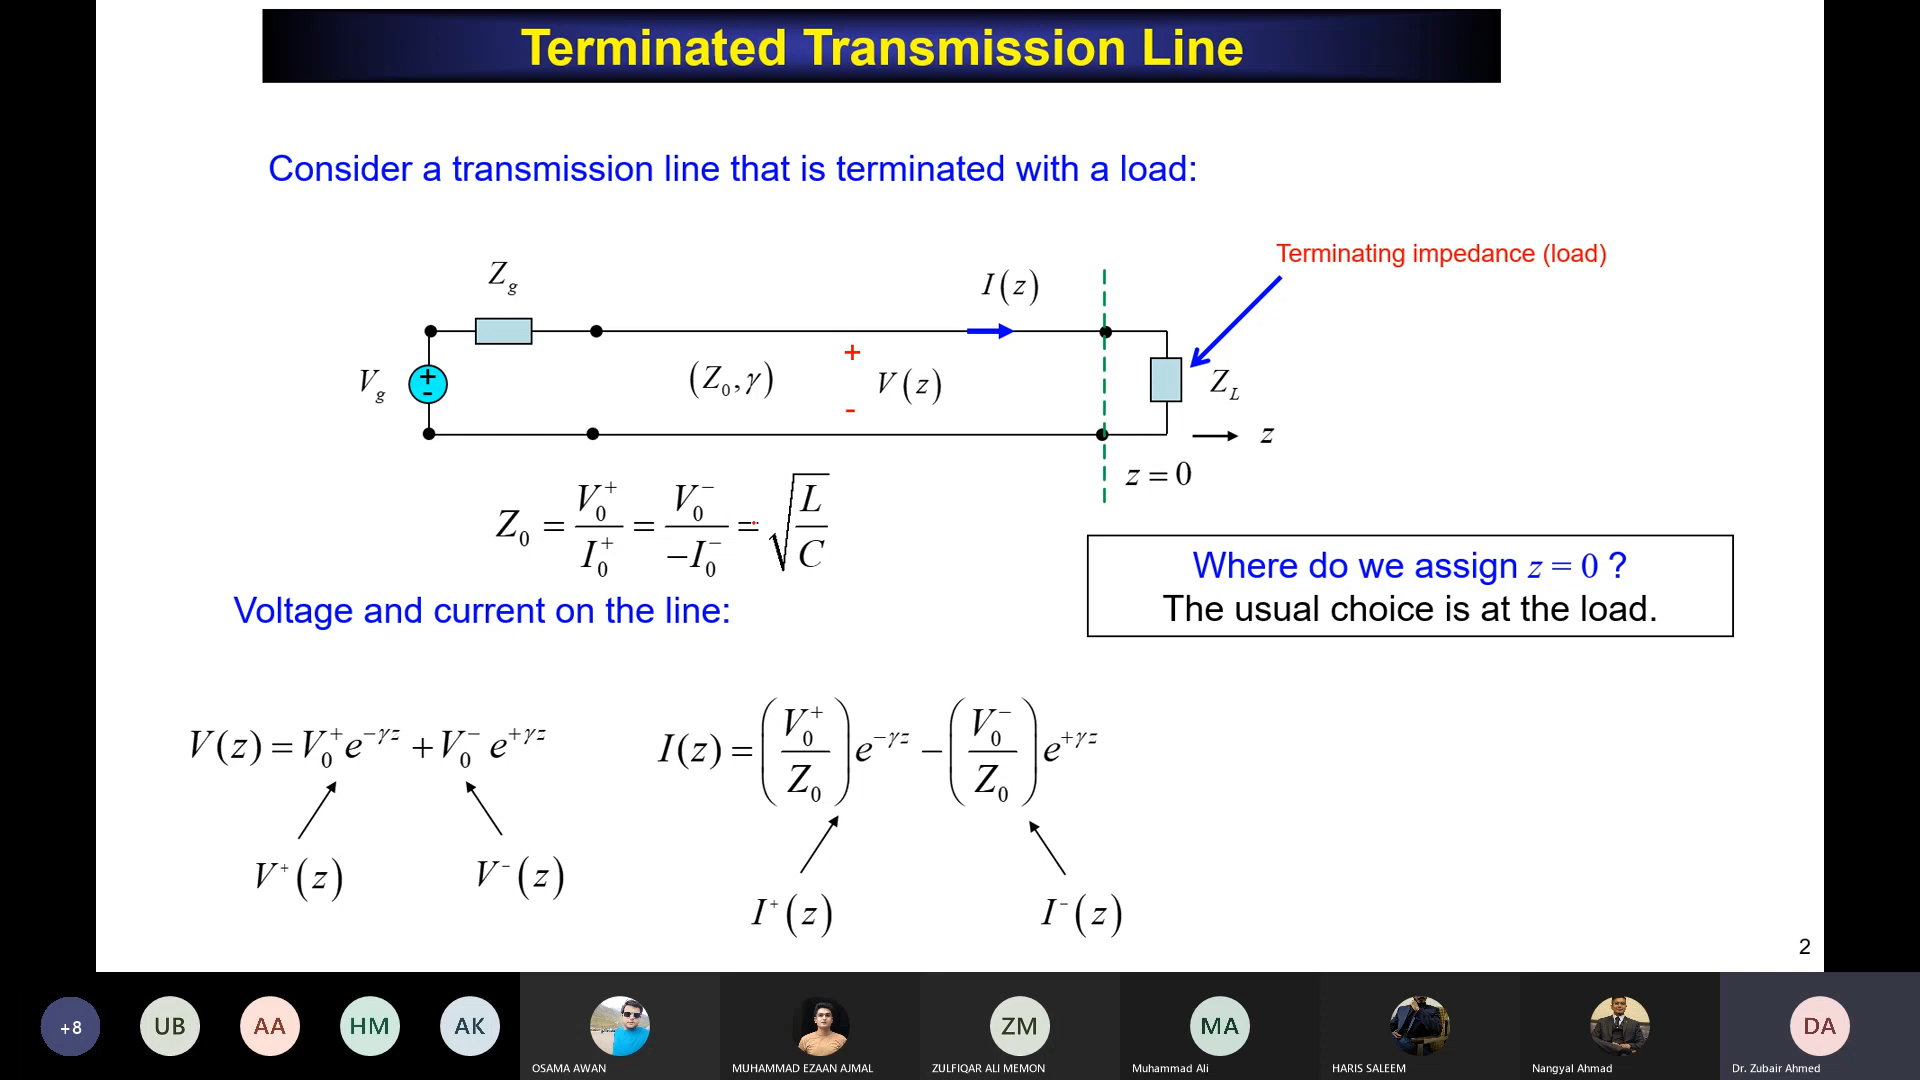 Terminated Transmission Line
Consider a transmission line that is terminated with a load:
Terminating impedance (load)
Z_g
I(z)
V_g
+
-
(Z_0, γ)
+
-
V(z)
Z_L
z
z = 0
Z_0 = V_0^+ / I_0^+ = V_0^- / -I_0^- = √(L/C)
Where do we assign z = 0 ?
The usual choice is at the load.
Voltage and current on the line:
V(z) = V_0^+ e^{-γz} + V_0^- e^{+γz}
I(z) = (V_0^+ / Z_0) e^{-γz} − (V_0^- / Z_0) e^{+γz}
V^+(z)
V^-(z)
I^+(z)
I^-(z)
2
+8
UB
AA
HM
AK
ZM
MA
DA
OSAMA AWAN
MUHAMMAD EZAAN AJMAL
ZULFIQAR ALI MEMON
Muhammad Ali
HARIS SALEEM
Nangyal Ahmad
Dr. Zubair Ahmed